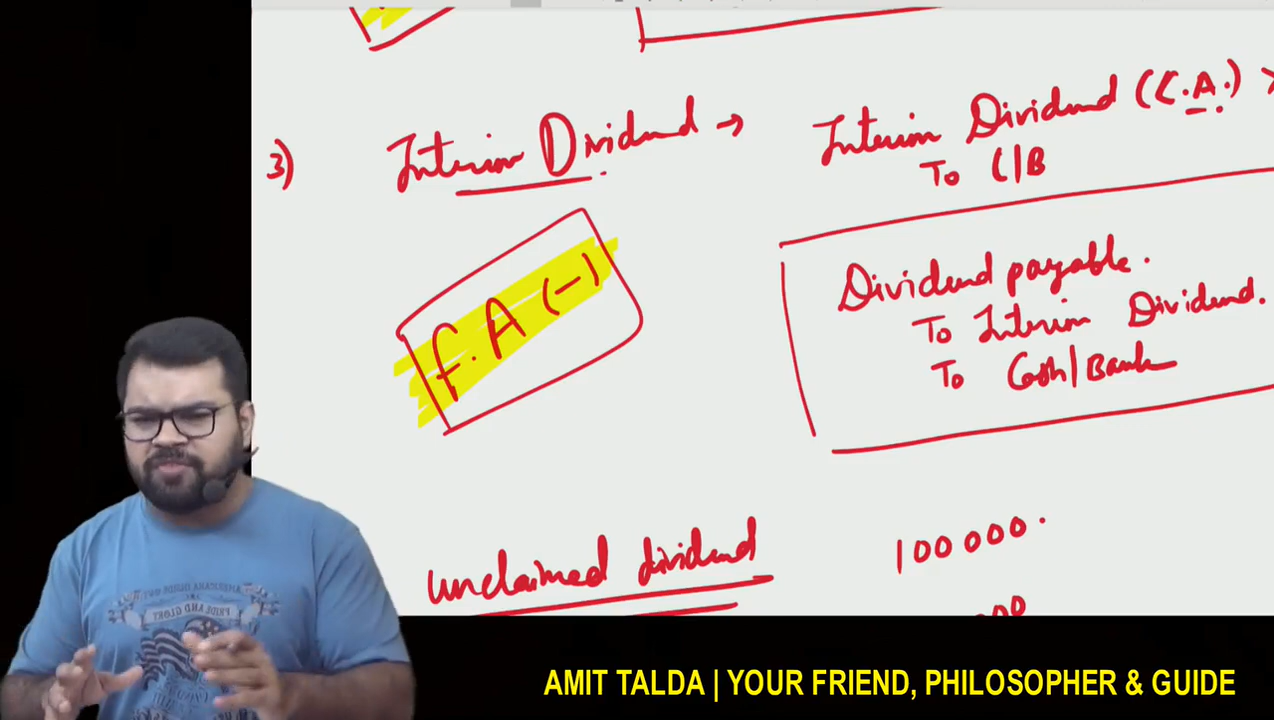 3) Interim Dividend → Interim Dividend (C.A.)
To C/B
F.A (-)
Dividend payable.
To Interim Dividend.
To Cash/Bank
Unclaimed dividend 100000.
AMIT TALDA | YOUR FRIEND, PHILOSOPHER & GUIDE